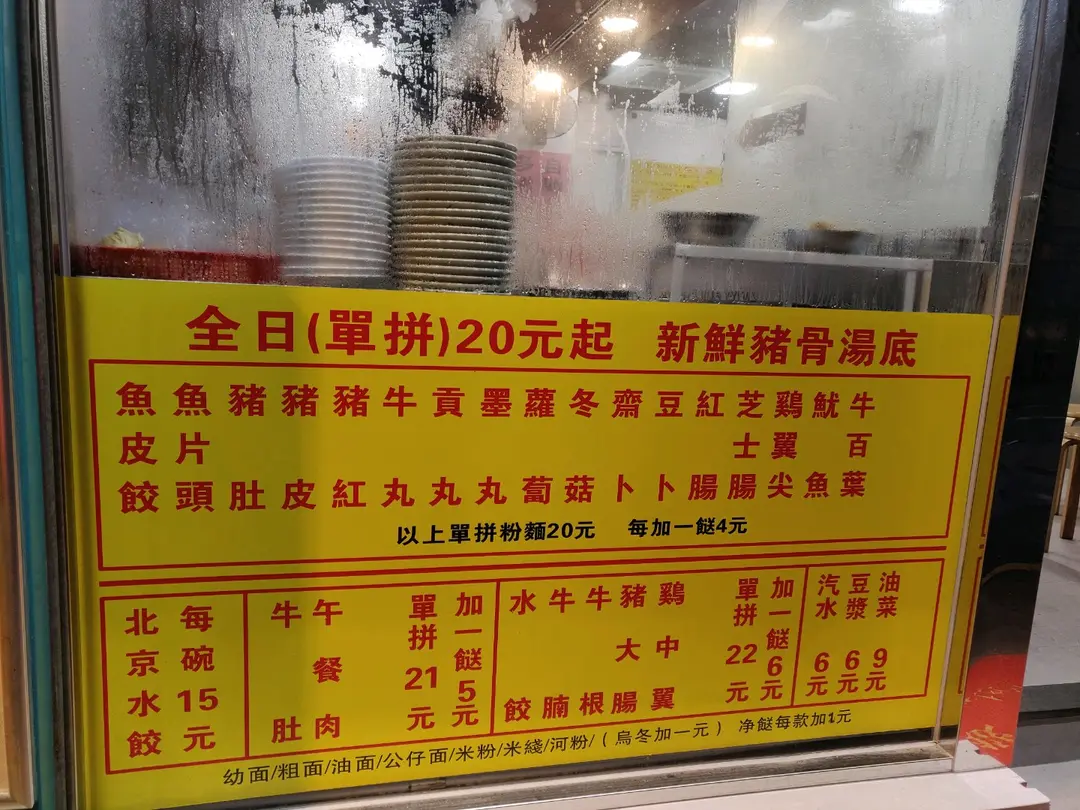 全日(單拼)20元起 新鮮豬骨湯底
魚皮餃
魚片頭
豬肚
豬皮
豬紅
牛丸
貢丸
墨丸
蘿蔔
冬菇
齋卜
豆卜
紅腸
芝士腸
鷄翼尖
魷魚
牛百葉
以上單拼粉麵20元 每加一餸4元
北京水餃
每碗15元
牛肚
午餐肉
單拼21元
加一餸5元
水餃
牛腩
牛根
豬大腸
鷄中翼
單拼22元
加一餸6元
汽水6元
豆漿6元
油菜9元
幼面/粗面/油面/公仔面/米粉/米綫/河粉/(烏冬加一元) 净餸每款加1元